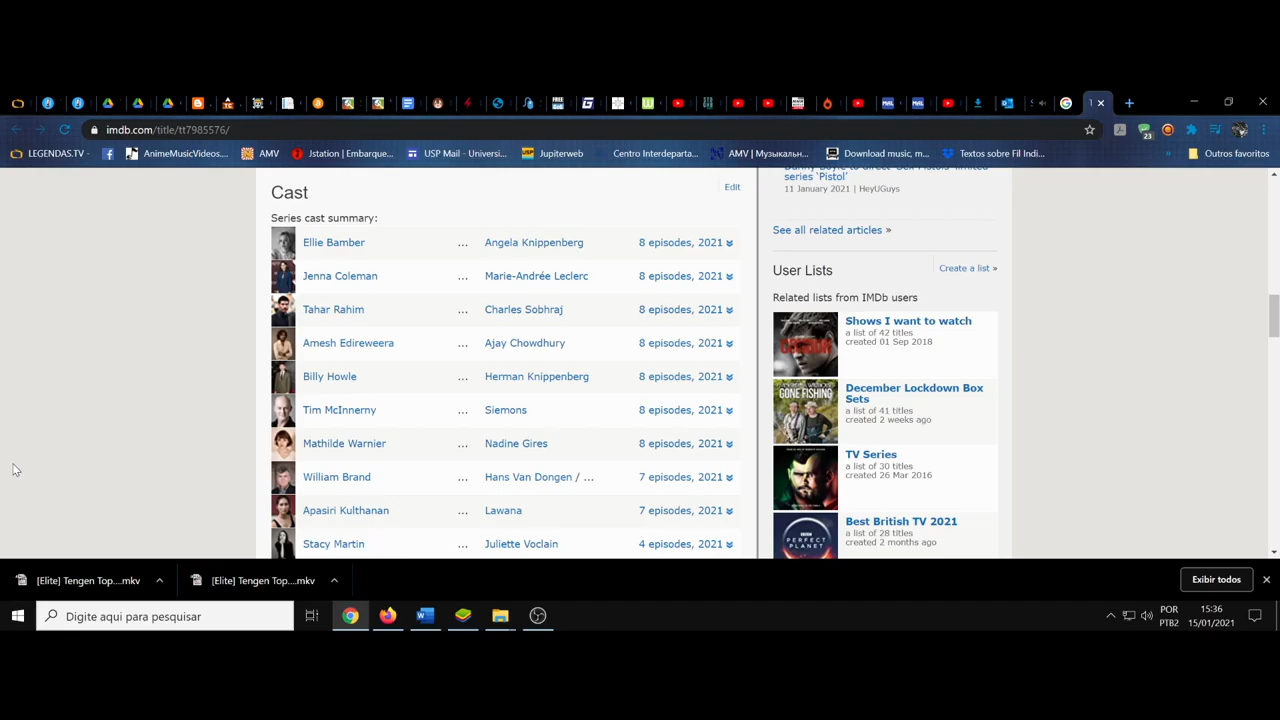 imdb.com/title/tt7985576/
23
LEGENDAS.TV -
AnimeMusicVideos....
AMV
Jstation | Embarque...
USP Mail - Universi...
Jupiterweb
Centro Interdeparta...
AMV | Музыкальн...
Download music, m...
Textos sobre Fil Indi...
Outros favoritos
series `Pistol´
11 January 2021 | HeyUGuys
See all related articles »
Cast
Edit
Series cast summary:
Ellie Bamber ... Angela Knippenberg 8 episodes, 2021
Jenna Coleman ... Marie-Andrée Leclerc 8 episodes, 2021
Tahar Rahim ... Charles Sobhraj 8 episodes, 2021
Amesh Edireweera ... Ajay Chowdhury 8 episodes, 2021
Billy Howle ... Herman Knippenberg 8 episodes, 2021
Tim McInnerny ... Siemons 8 episodes, 2021
Mathilde Warnier ... Nadine Gires 8 episodes, 2021
William Brand ... Hans Van Dongen / ... 7 episodes, 2021
Apasiri Kulthanan ... Lawana 7 episodes, 2021
Stacy Martin ... Juliette Voclain 4 episodes, 2021
User Lists
Create a list »
Related lists from IMDb users
Shows I want to watch
a list of 42 titles
created 01 Sep 2018
GONE FISHING
December Lockdown Box
Sets
a list of 41 titles
created 2 weeks ago
TV Series
a list of 30 titles
created 26 Mar 2016
PERFECT
PLANET
Best British TV 2021
a list of 28 titles
created 2 months ago
[Elite] Tengen Top....mkv
[Elite] Tengen Top....mkv
Exibir todos
Digite aqui para pesquisar
POR
PTB2
15:36
15/01/2021